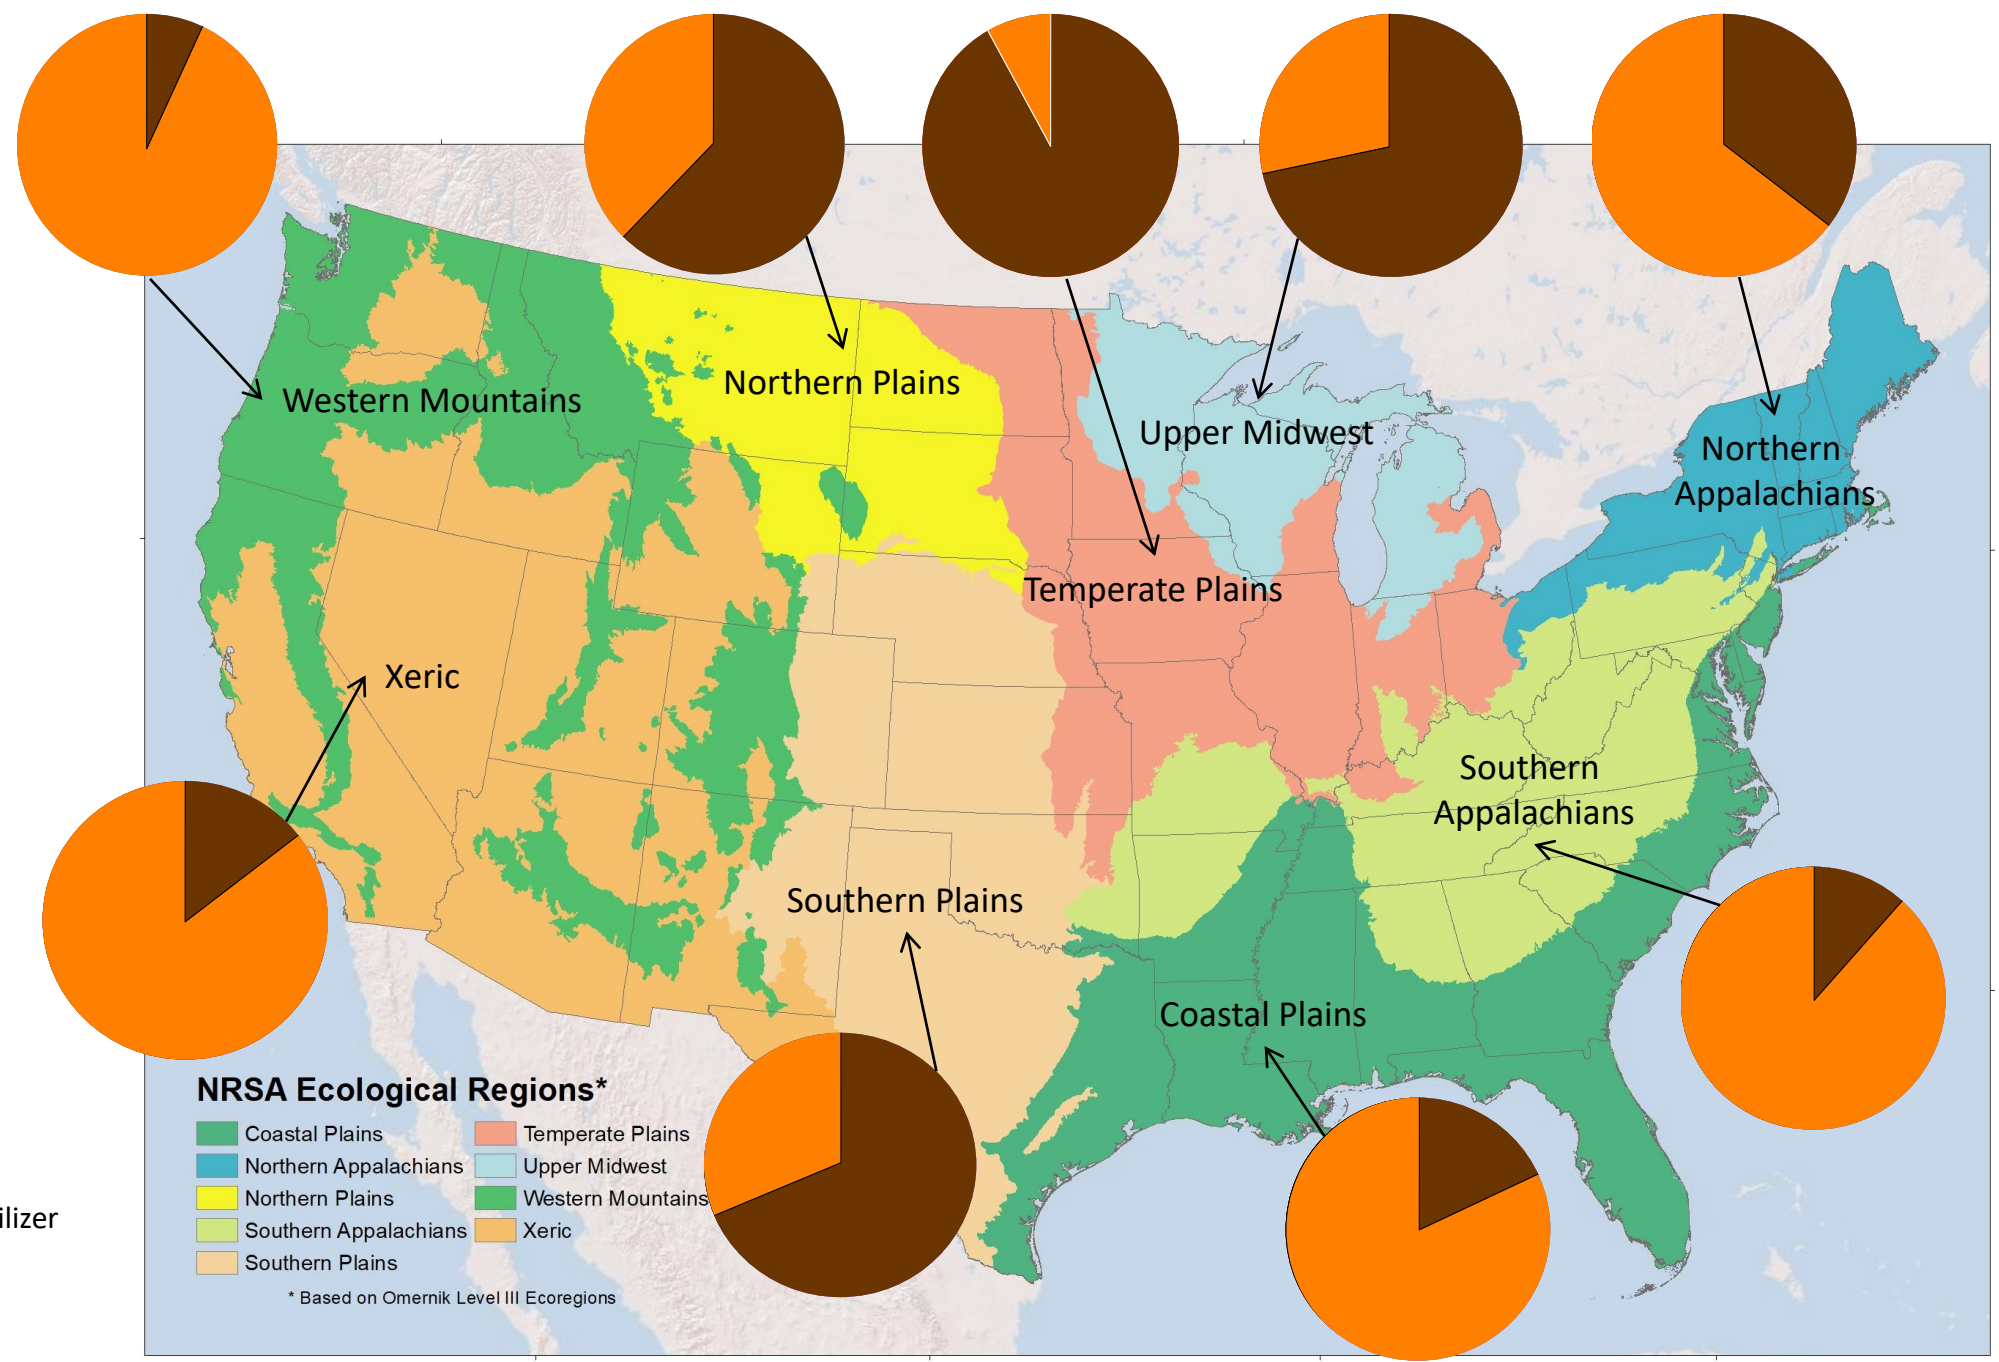 Western Mountains
Northern Plains
Upper Midwest
Northern
Appalachians
Temperate Plains
Xeric
Southern
Appalachians
Southern Plains
Coastal Plains
NRSA Ecological Regions*
Coastal Plains
Northern Appalachians
Northern Plains
Southern Appalachians
Southern Plains
Temperate Plains
Upper Midwest
Western Mountains
Xeric
* Based on Omernik Level III Ecoregions
ilizer